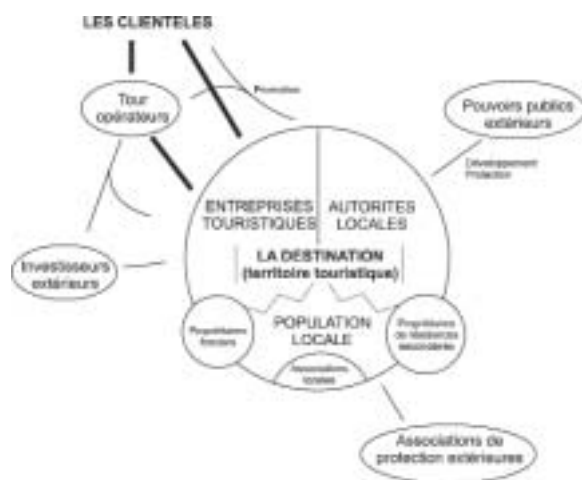 LES CLIENTELES
Tour
opérateurs
Promotion
Pouvoirs publics
extérieurs
Développement
Protection
ENTREPRISES
TOURISTIQUES
AUTORITES
LOCALES
LA DESTINATION
(territoire touristique)
Investisseurs
extérieurs
POPULATION
LOCALE
Propriétaires
fonciers
Propriétaires
de résidences
secondaires
Associations
locales
Associations de
protection extérieures